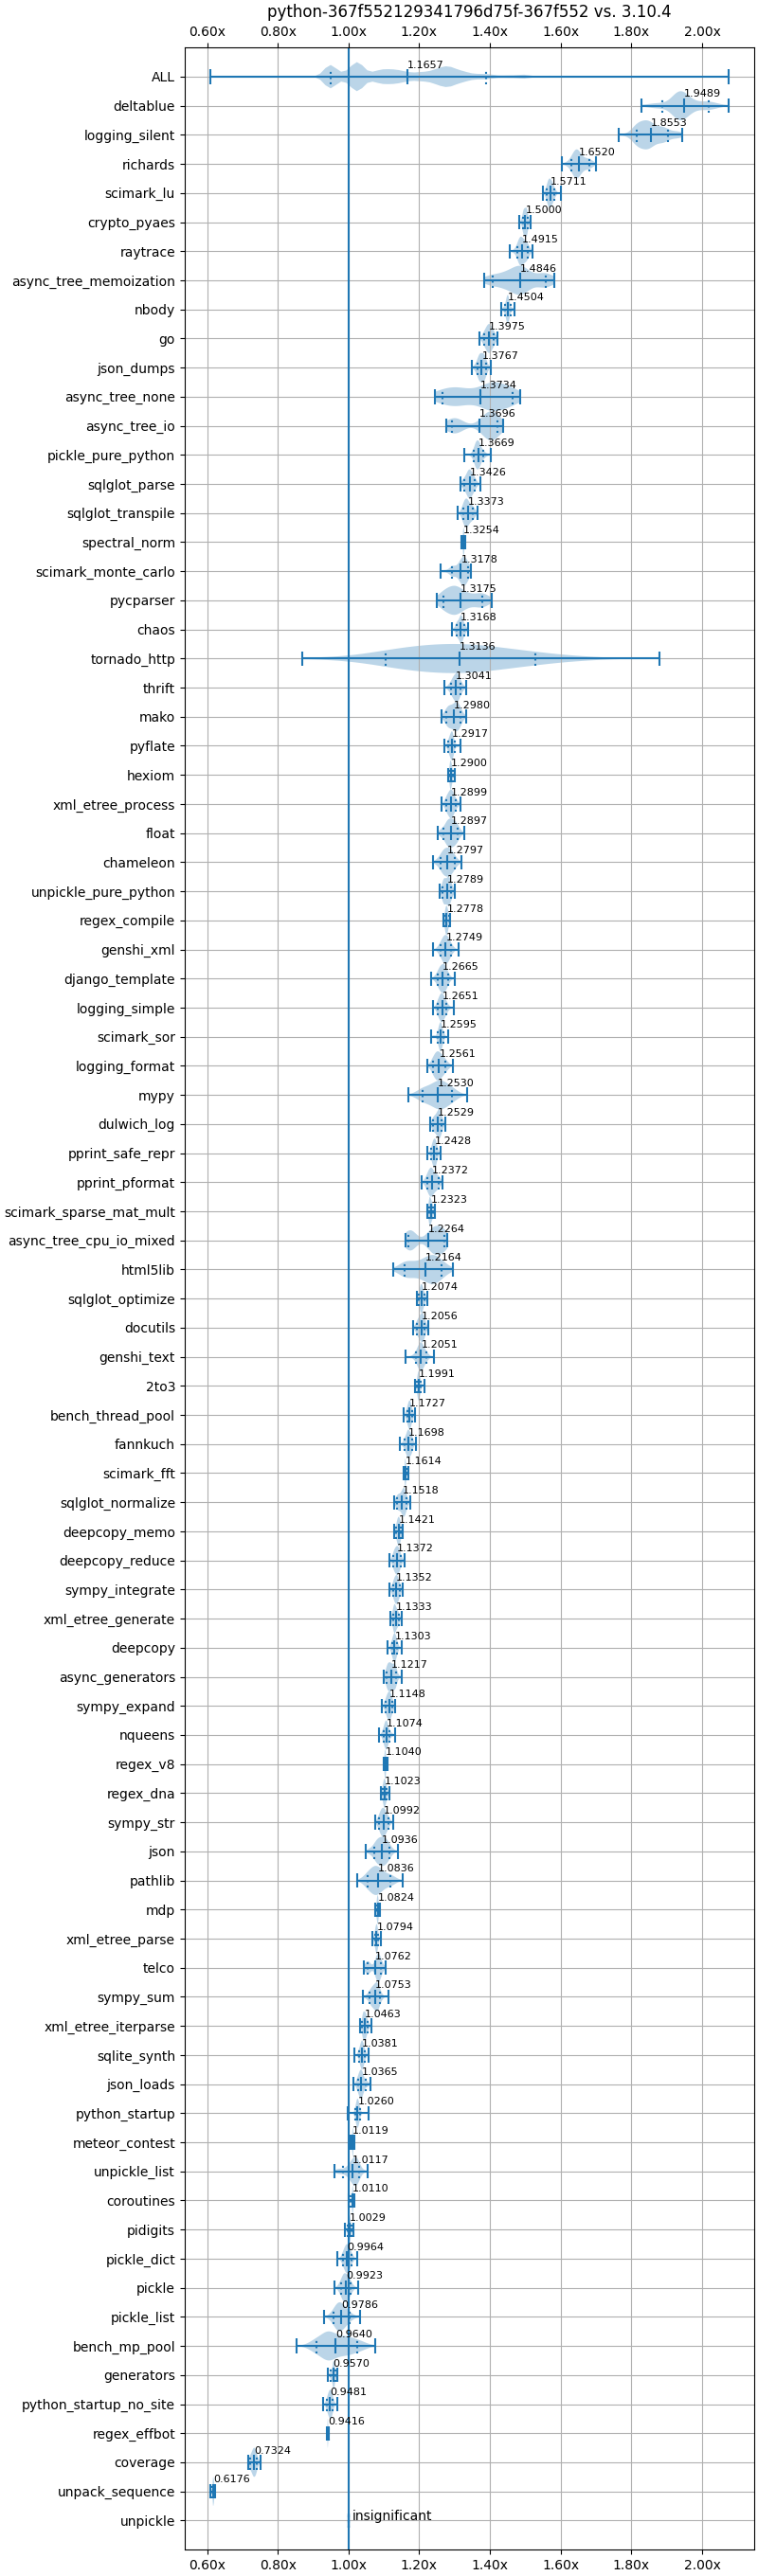 python-367f552129341796d75f-367f552 vs. 3.10.4
0.60x 0.80x 1.00x 1.20x 1.40x 1.60x 1.80x 2.00x
ALL 1.1657
deltablue 1.9489
logging_silent 1.8553
richards 1.6520
scimark_lu 1.5711
crypto_pyaes 1.5000
raytrace 1.4915
async_tree_memoization 1.4846
nbody 1.4504
go 1.3975
json_dumps 1.3767
async_tree_none 1.3734
async_tree_io 1.3696
pickle_pure_python 1.3669
sqlglot_parse 1.3426
sqlglot_transpile 1.3373
spectral_norm 1.3254
scimark_monte_carlo 1.3178
pycparser 1.3175
chaos 1.3168
tornado_http 1.3136
thrift 1.3041
mako 1.2980
pyflate 1.2917
hexiom 1.2900
xml_etree_process 1.2899
float 1.2897
chameleon 1.2797
unpickle_pure_python 1.2789
regex_compile 1.2778
genshi_xml 1.2749
django_template 1.2665
logging_simple 1.2651
scimark_sor 1.2595
logging_format 1.2561
mypy 1.2530
dulwich_log 1.2529
pprint_safe_repr 1.2428
pprint_pformat 1.2372
scimark_sparse_mat_mult 1.2323
async_tree_cpu_io_mixed 1.2264
html5lib 1.2164
sqlglot_optimize 1.2074
docutils 1.2056
genshi_text 1.2051
2to3 1.1991
bench_thread_pool 1.1727
fannkuch 1.1698
scimark_fft 1.1614
sqlglot_normalize 1.1518
deepcopy_memo 1.1421
deepcopy_reduce 1.1372
sympy_integrate 1.1352
xml_etree_generate 1.1333
deepcopy 1.1303
async_generators 1.1217
sympy_expand 1.1148
nqueens 1.1074
regex_v8 1.1040
regex_dna 1.1023
sympy_str 1.0992
json 1.0936
pathlib 1.0836
mdp 1.0824
xml_etree_parse 1.0794
telco 1.0762
sympy_sum 1.0753
xml_etree_iterparse 1.0463
sqlite_synth 1.0381
json_loads 1.0365
python_startup 1.0260
meteor_contest 1.0119
unpickle_list 1.0117
coroutines 1.0110
pidigits 1.0029
pickle_dict 0.9964
pickle 0.9923
pickle_list 0.9786
bench_mp_pool 0.9640
generators 0.9570
python_startup_no_site 0.9481
regex_effbot 0.9416
coverage 0.7324
unpack_sequence 0.6176
unpickle insignificant
0.60x 0.80x 1.00x 1.20x 1.40x 1.60x 1.80x 2.00x